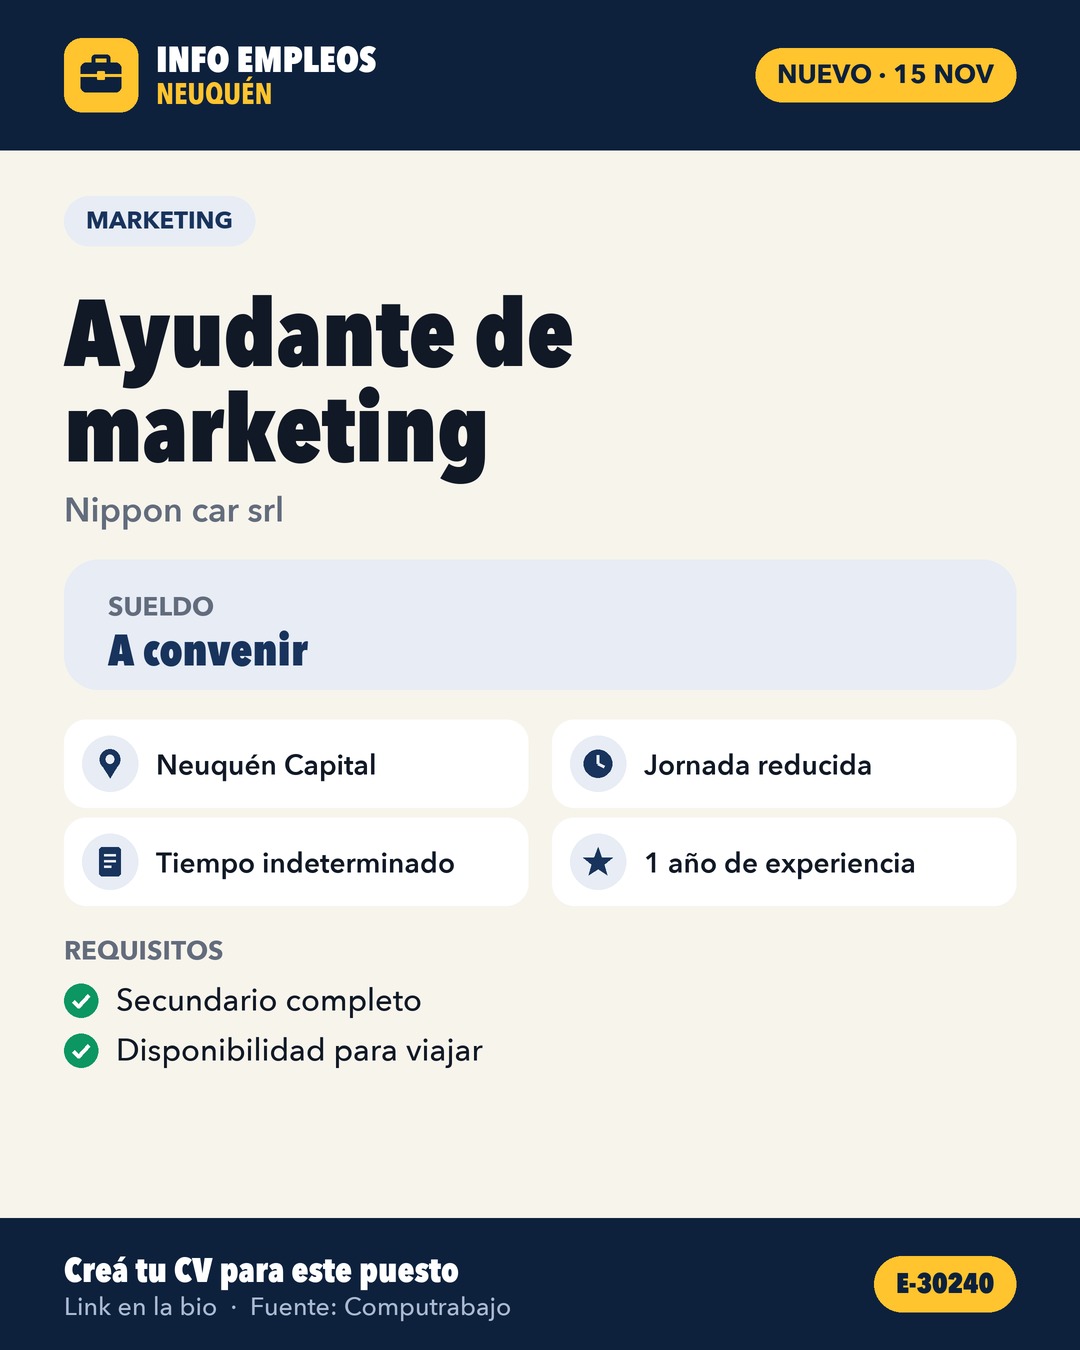 INFO EMPLEOS
NEUQUÉN
NUEVO · 15 NOV
MARKETING
Ayudante de
marketing
Nippon car srl
SUELDO
A convenir
Neuquén Capital
Jornada reducida
Tiempo indeterminado
1 año de experiencia
REQUISITOS
Secundario completo
Disponibilidad para viajar
Creá tu CV para este puesto
Link en la bio · Fuente: Computrabajo
E-30240